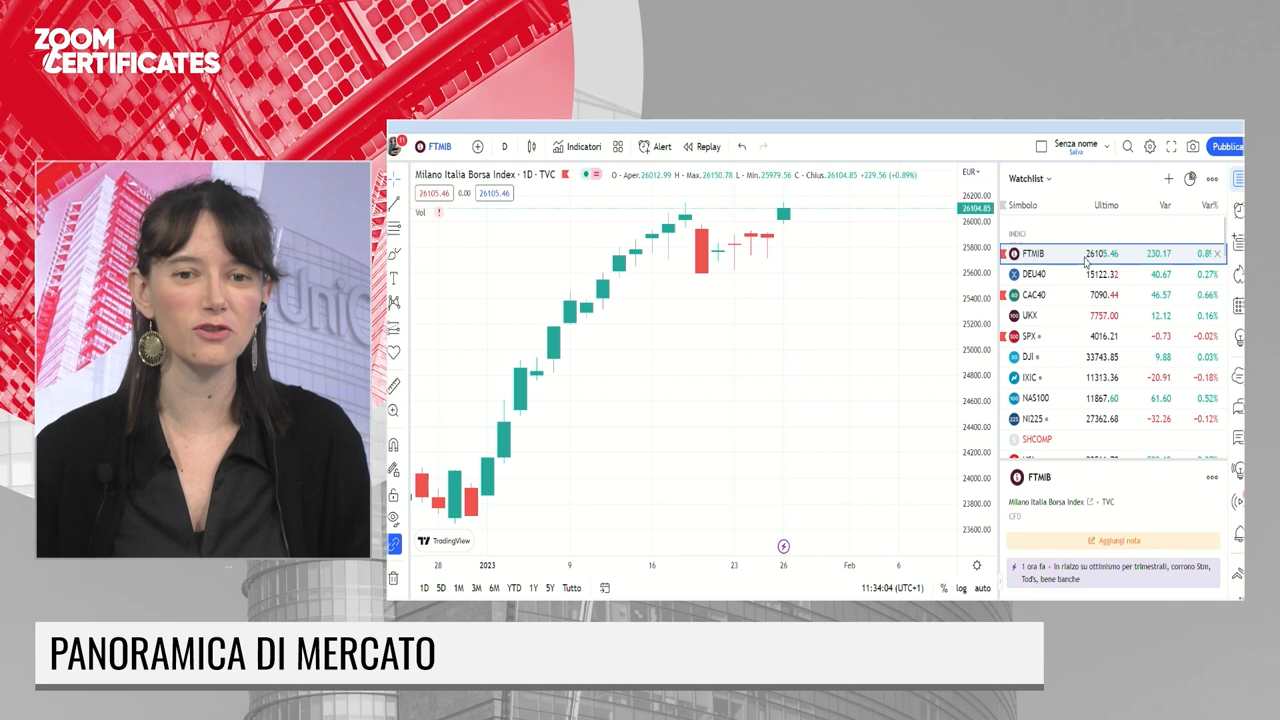 ZOOM
CERTIFICATES
UniC
11
FTMIB
D
Indicatori
Alert
Replay
Senza nome
Salva
Pubblica
Milano Italia Borsa Index · 1D · TVC
O - Aper.26012.99 H - Max.26150.78 L - Min.25979.56 C - Chius.26104.85 +229.56 (+0.89%)
EUR
26105.46 0.00 26105.46
Vol
26200.00
26104.85
26000.00
25800.00
25600.00
25400.00
25200.00
25000.00
24800.00
24600.00
24400.00
24200.00
24000.00
23800.00
23600.00
TradingView
28 2023 9 16 23 26 Feb 6
1D 5D 1M 3M 6M YTD 1Y 5Y Tutto
11:34:04 (UTC+1) % log auto
Watchlist
Simbolo Ultimo Var Var%
INDICI
FTMIB 26105.46 230.17 0.89
DEU40 15122.32 40.67 0.27%
CAC40 7090.44 46.57 0.66%
UKX 7757.00 12.12 0.16%
SPX 4016.21 −0.73 −0.02%
DJI 33743.85 9.88 0.03%
IXIC 11313.36 −20.91 −0.18%
NAS100 11867.60 61.60 0.52%
NI225 27362.68 −32.26 −0.12%
SHCOMP
FTMIB
Milano Italia Borsa Index · TVC
CFD
Aggiungi nota
1 ora fa · In rialzo su ottimismo per trimestrali, corrono Stm,
Tod's, bene banche
PANORAMICA DI MERCATO